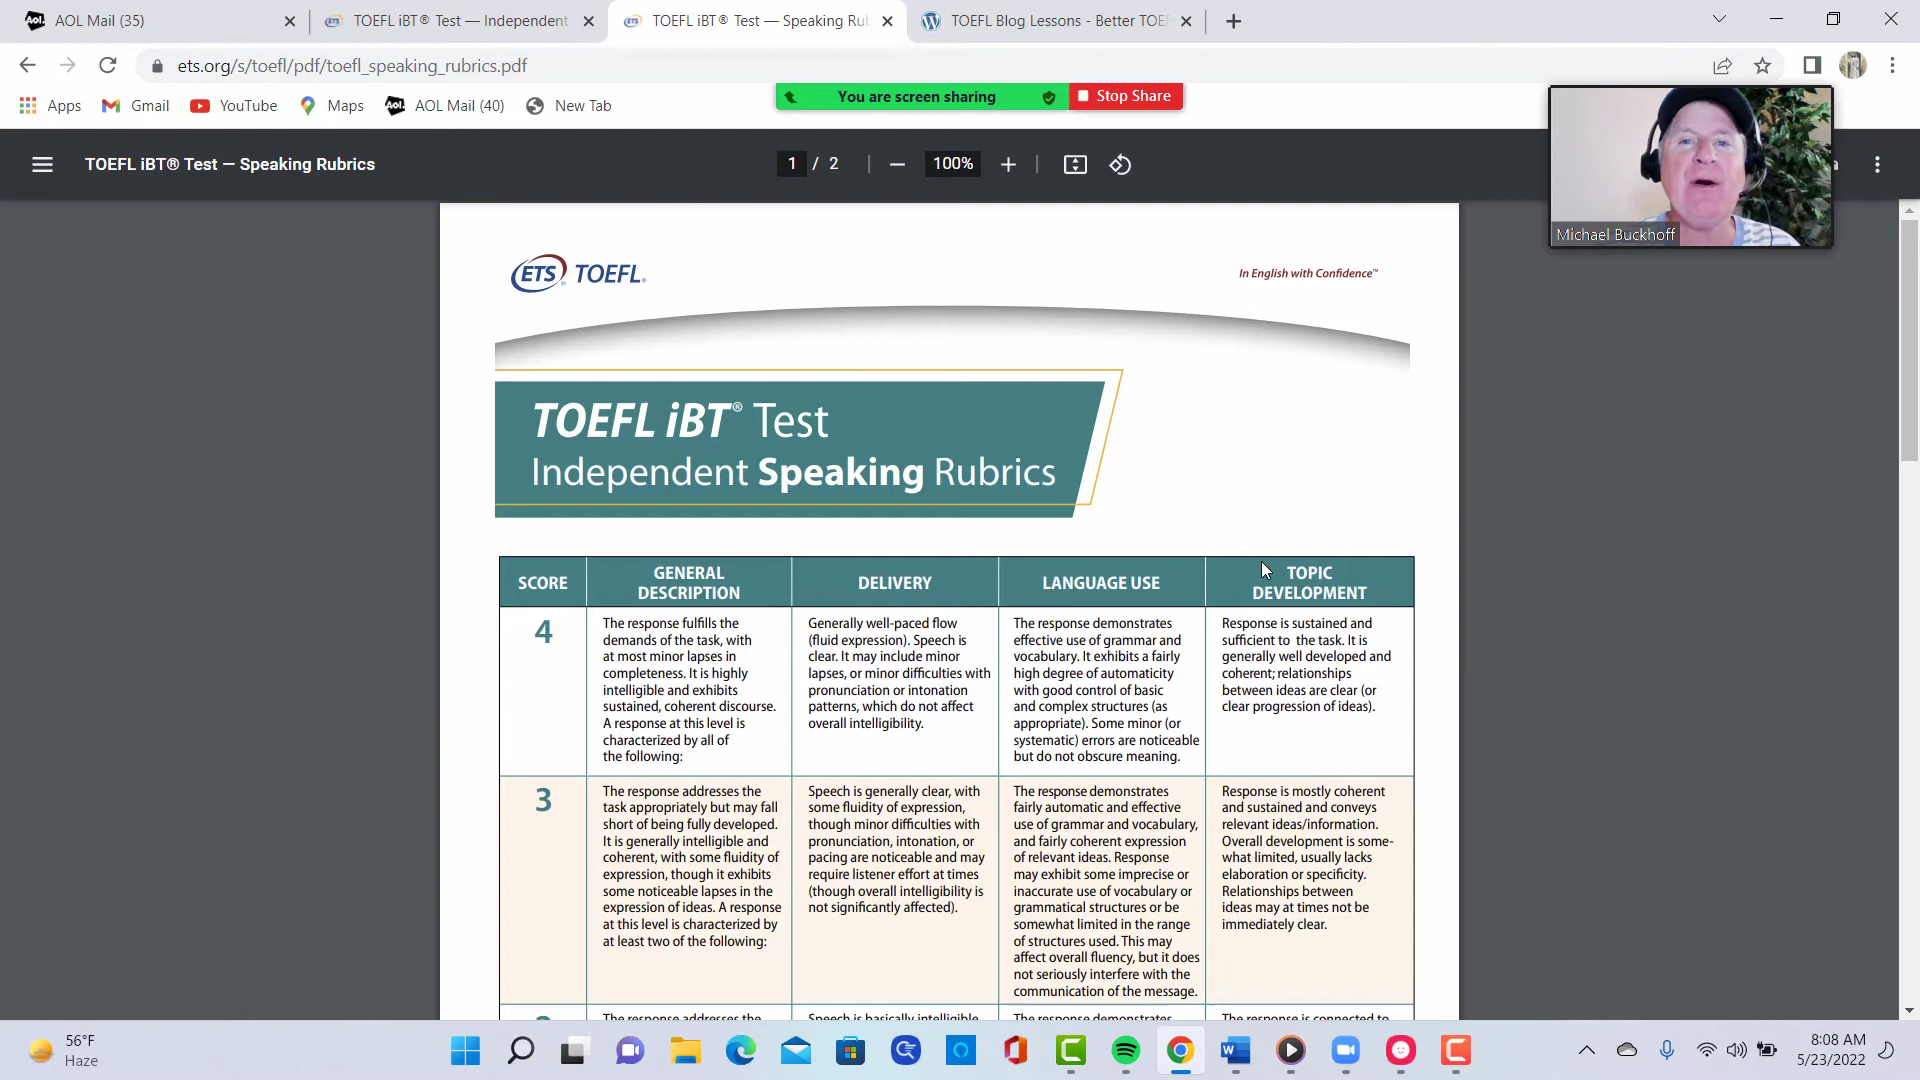 AOL Mail (35)
TOEFL iBT® Test — Independent
TOEFL iBT® Test — Speaking Rub
TOEFL Blog Lessons - Better TOEF
ets.org/s/toefl/pdf/toefl_speaking_rubrics.pdf
Apps
Gmail
YouTube
Maps
Aol.
AOL Mail (40)
New Tab
You are screen sharing
Stop Share
TOEFL iBT® Test — Speaking Rubrics
1 / 2
100%
Michael Buckhoff
ETS® TOEFL®
In English with Confidence™
TOEFL iBT® Test
Independent Speaking Rubrics
SCORE
GENERAL
DESCRIPTION
DELIVERY
LANGUAGE USE
TOPIC
DEVELOPMENT
4
The response fulfills the
demands of the task, with
at most minor lapses in
completeness. It is highly
intelligible and exhibits
sustained, coherent discourse.
A response at this level is
characterized by all of
the following:
Generally well-paced flow
(fluid expression). Speech is
clear. It may include minor
lapses, or minor difficulties with
pronunciation or intonation
patterns, which do not affect
overall intelligibility.
The response demonstrates
effective use of grammar and
vocabulary. It exhibits a fairly
high degree of automaticity
with good control of basic
and complex structures (as
appropriate). Some minor (or
systematic) errors are noticeable
but do not obscure meaning.
Response is sustained and
sufficient to the task. It is
generally well developed and
coherent; relationships
between ideas are clear (or
clear progression of ideas).
3
The response addresses the
task appropriately but may fall
short of being fully developed.
It is generally intelligible and
coherent, with some fluidity of
expression, though it exhibits
some noticeable lapses in the
expression of ideas. A response
at this level is characterized by
at least two of the following:
Speech is generally clear, with
some fluidity of expression,
though minor difficulties with
pronunciation, intonation, or
pacing are noticeable and may
require listener effort at times
(though overall intelligibility is
not significantly affected).
The response demonstrates
fairly automatic and effective
use of grammar and vocabulary,
and fairly coherent expression
of relevant ideas. Response
may exhibit some imprecise or
inaccurate use of vocabulary or
grammatical structures or be
somewhat limited in the range
of structures used. This may
affect overall fluency, but it does
not seriously interfere with the
communication of the message.
Response is mostly coherent
and sustained and conveys
relevant ideas/information.
Overall development is some-
what limited, usually lacks
elaboration or specificity.
Relationships between
ideas may at times not be
immediately clear.
The response addresses the
Speech is basically intelligible
The response demonstrates
The response is connected to
56°F
Haze
8:08 AM
5/23/2022